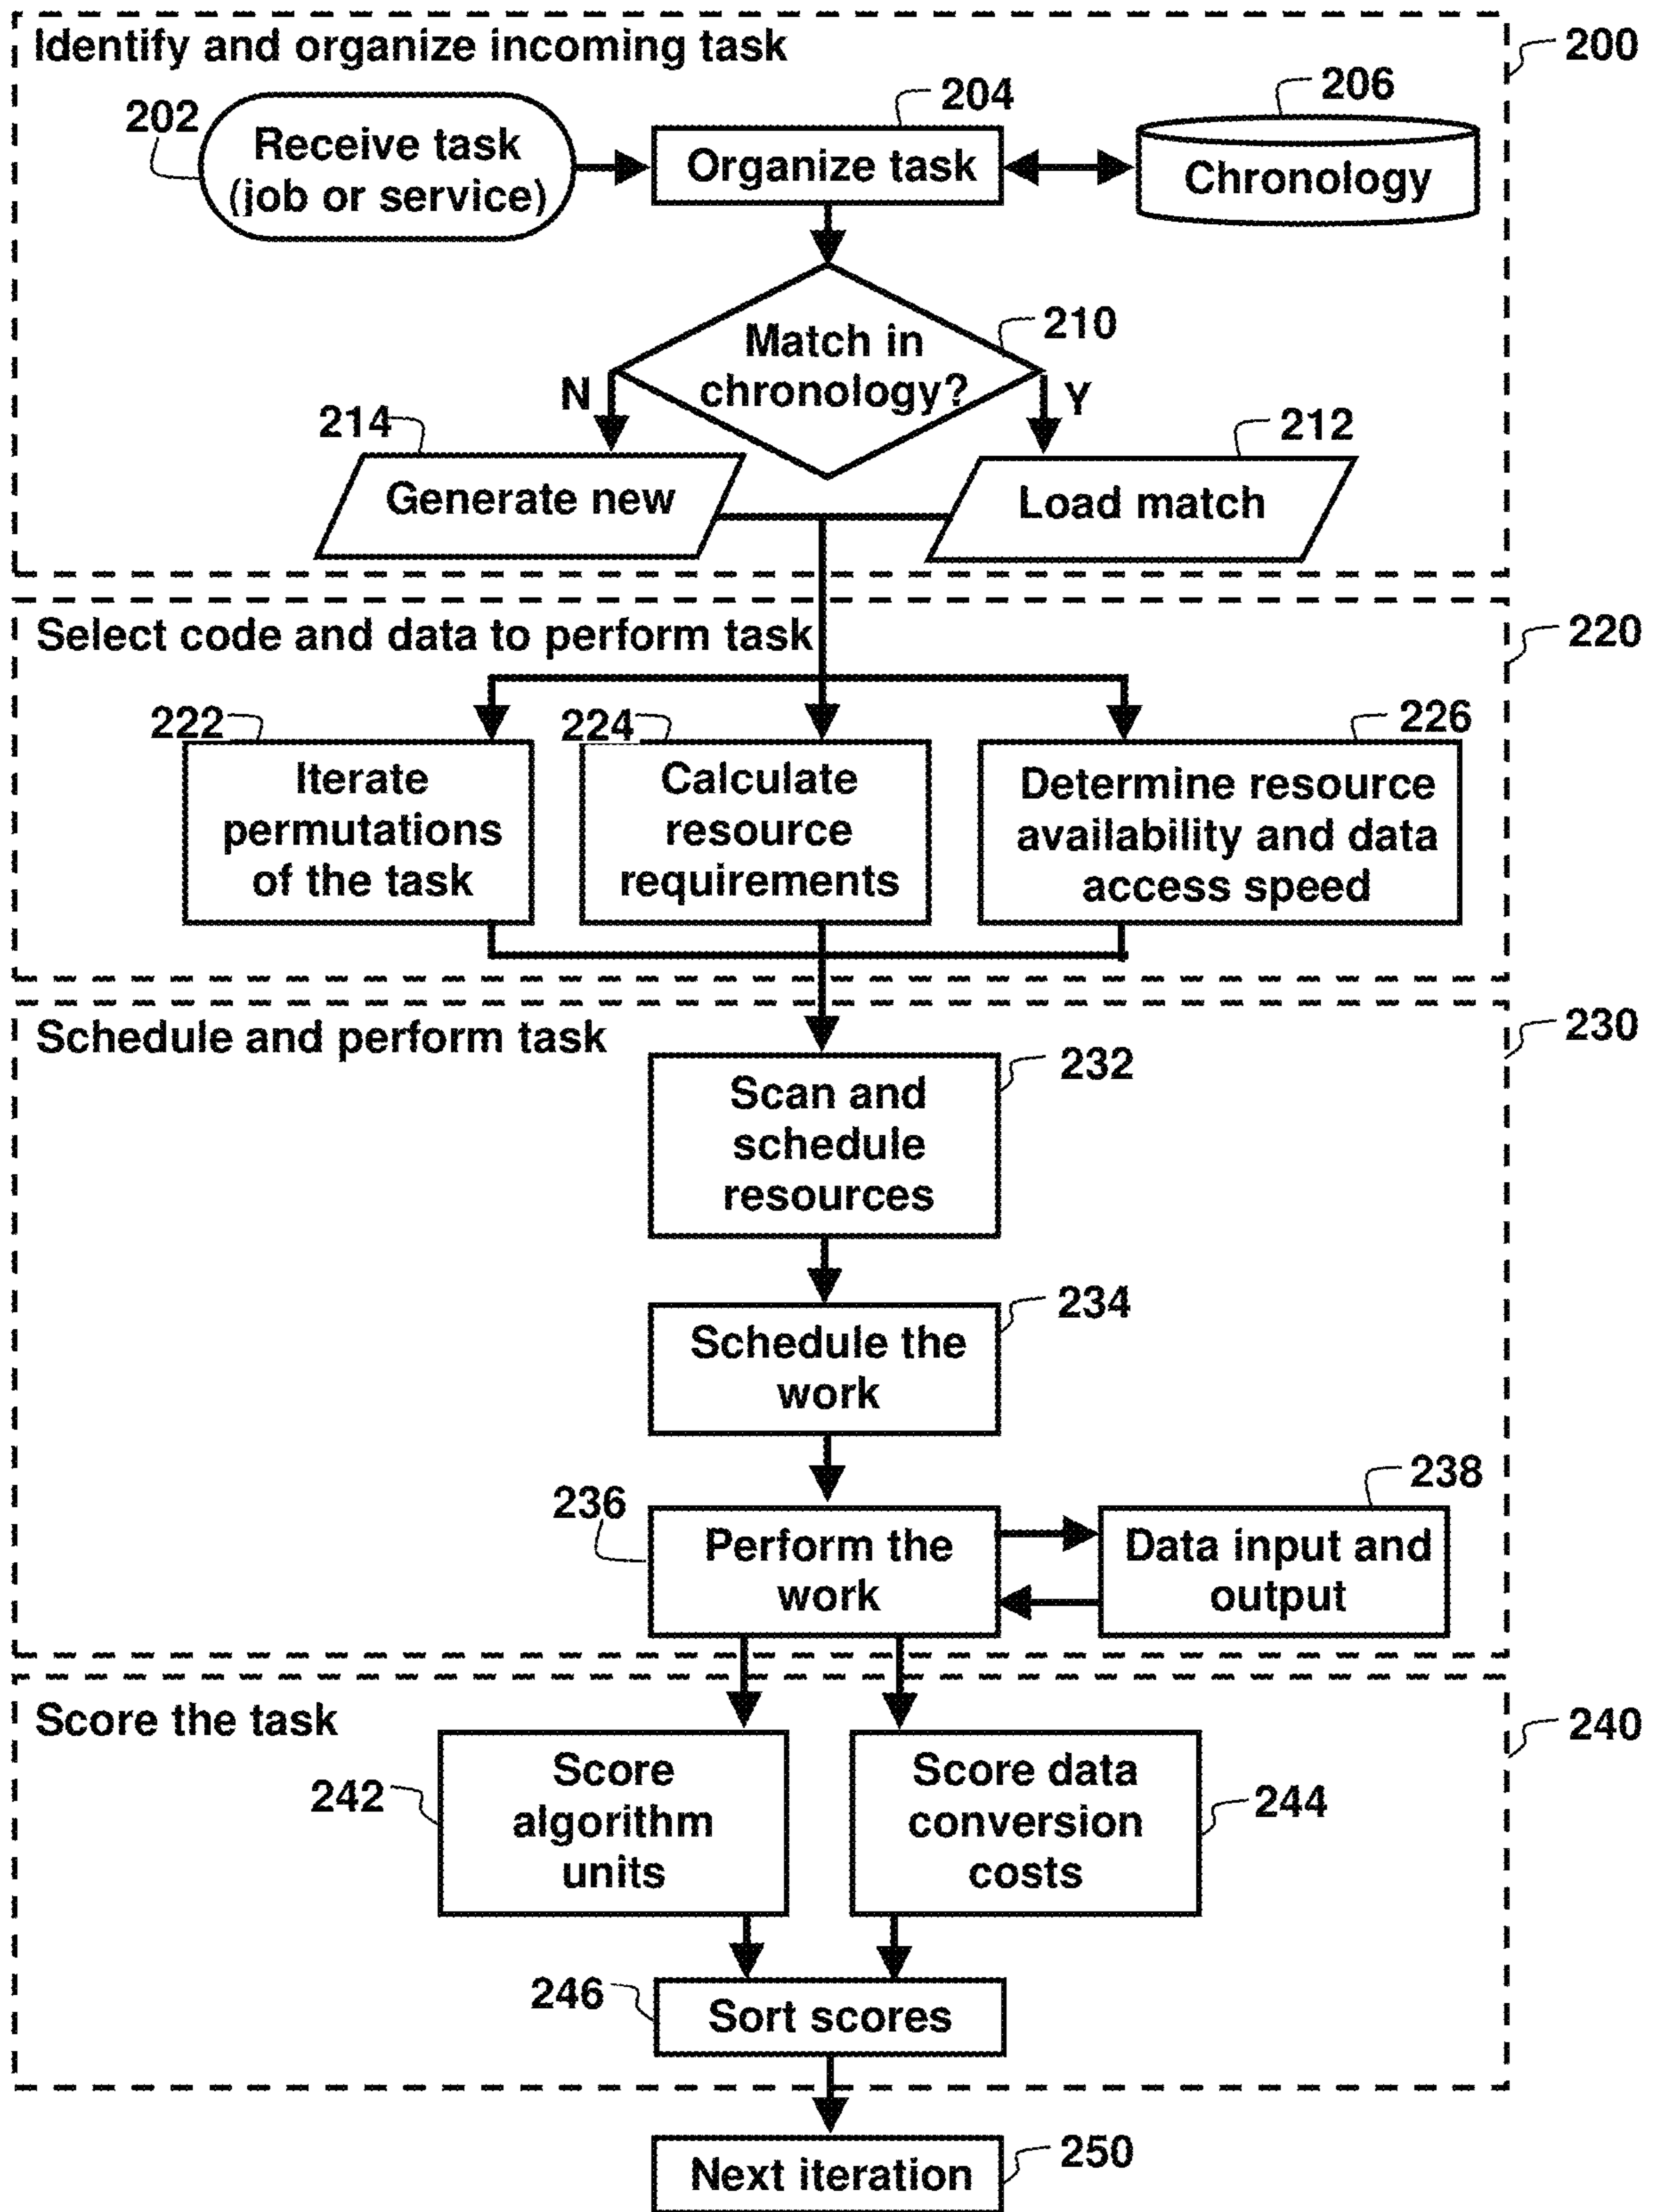 Identify and organize incoming task
200
202
Receive task
(job or service)
204
Organize task
206
Chronology
210
Match in
chronology?
N
Y
214
Generate new
212
Load match
Select code and data to perform task
220
222
Iterate
permutations
of the task
224
Calculate
resource
requirements
226
Determine resource
availability and data
access speed
Schedule and perform task
230
232
Scan and
schedule
resources
234
Schedule the
work
236
Perform the
work
238
Data input and
output
Score the task
240
242
Score
algorithm
units
Score data
conversion
costs
244
246
Sort scores
Next iteration
250